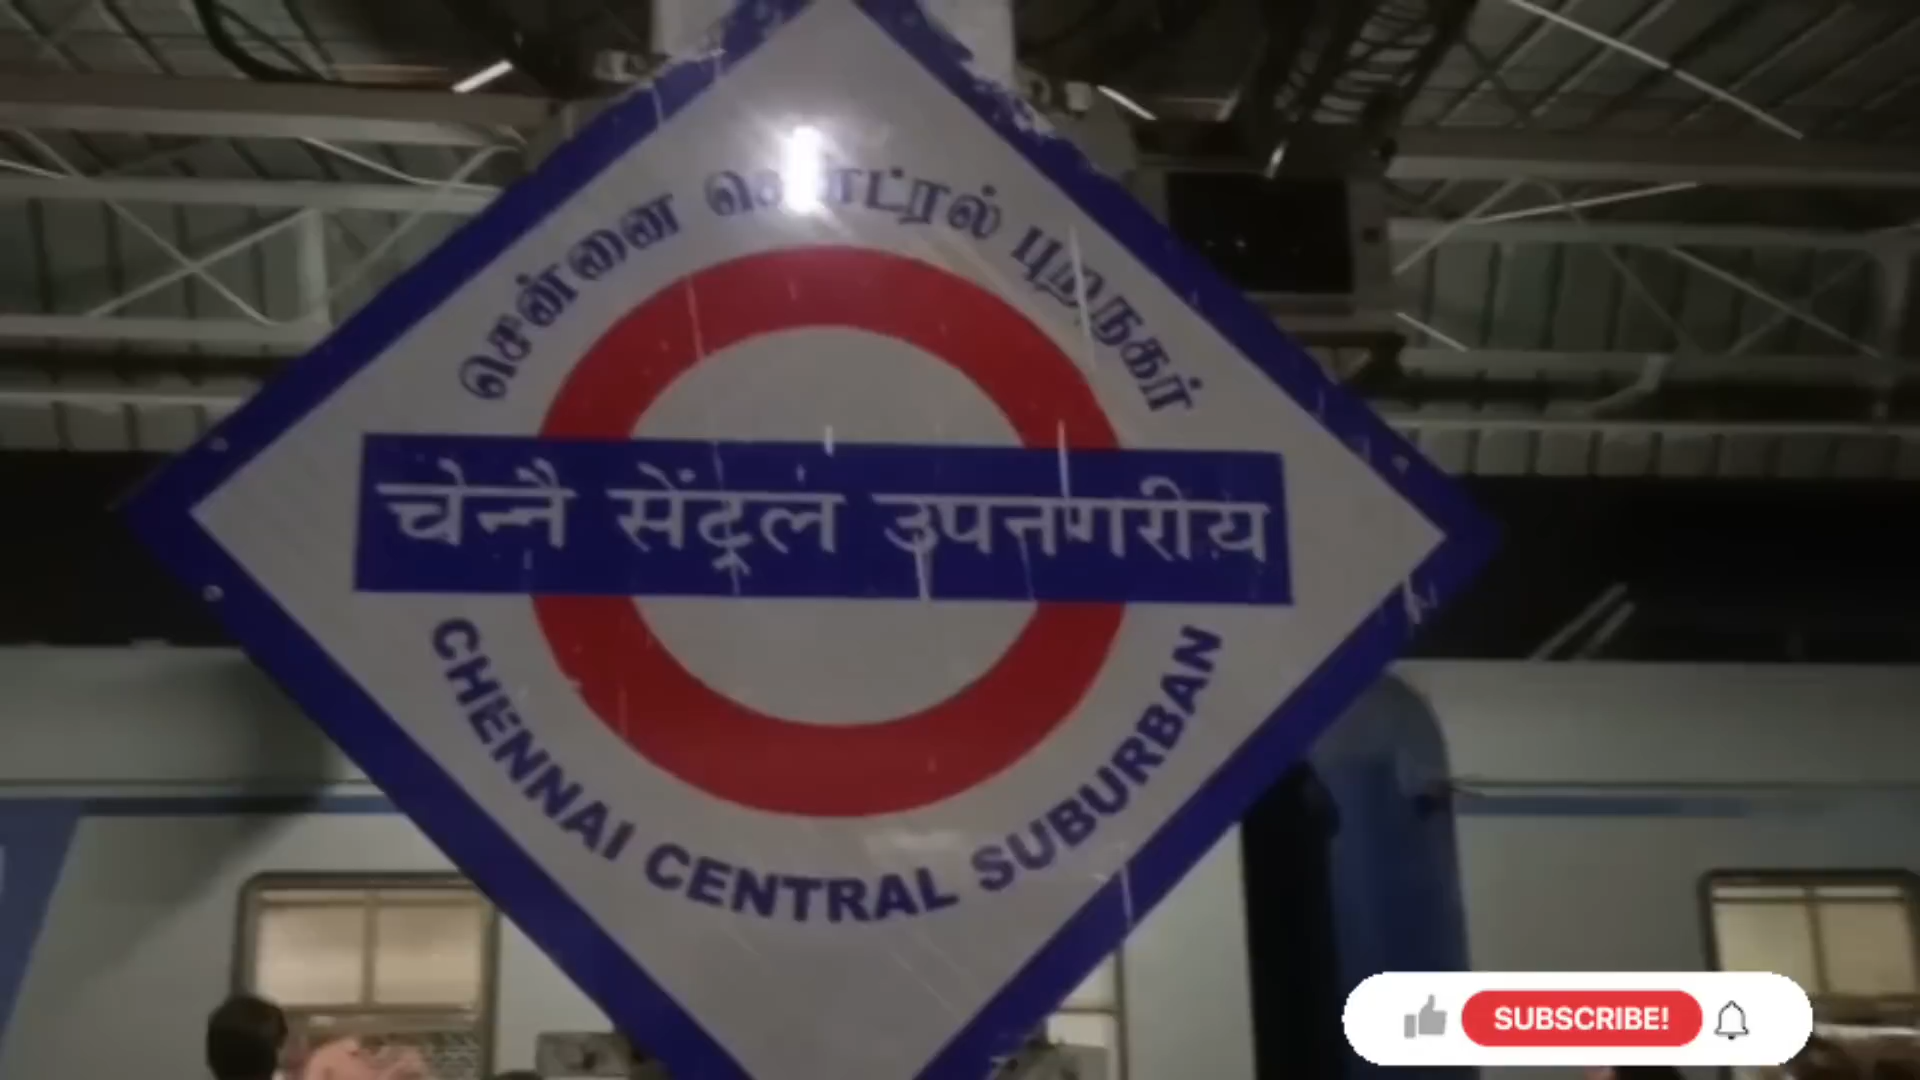 சென்னை சென்ட்ரல் புறநகர்
चेन्नै सेंट्रल उपनगरीय
CHENNAI CENTRAL SUBURBAN
SUBSCRIBE!